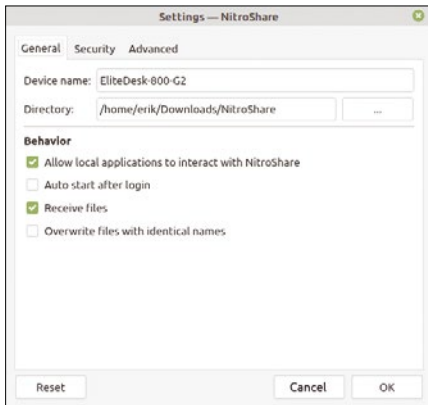 Settings — NitroShare
General Security Advanced
Device name: EliteDesk-800-G2
Directory: /home/erik/Downloads/NitroShare ...
Behavior
Allow local applications to interact with NitroShare
Auto start after login
Receive files
Overwrite files with identical names
Reset Cancel OK